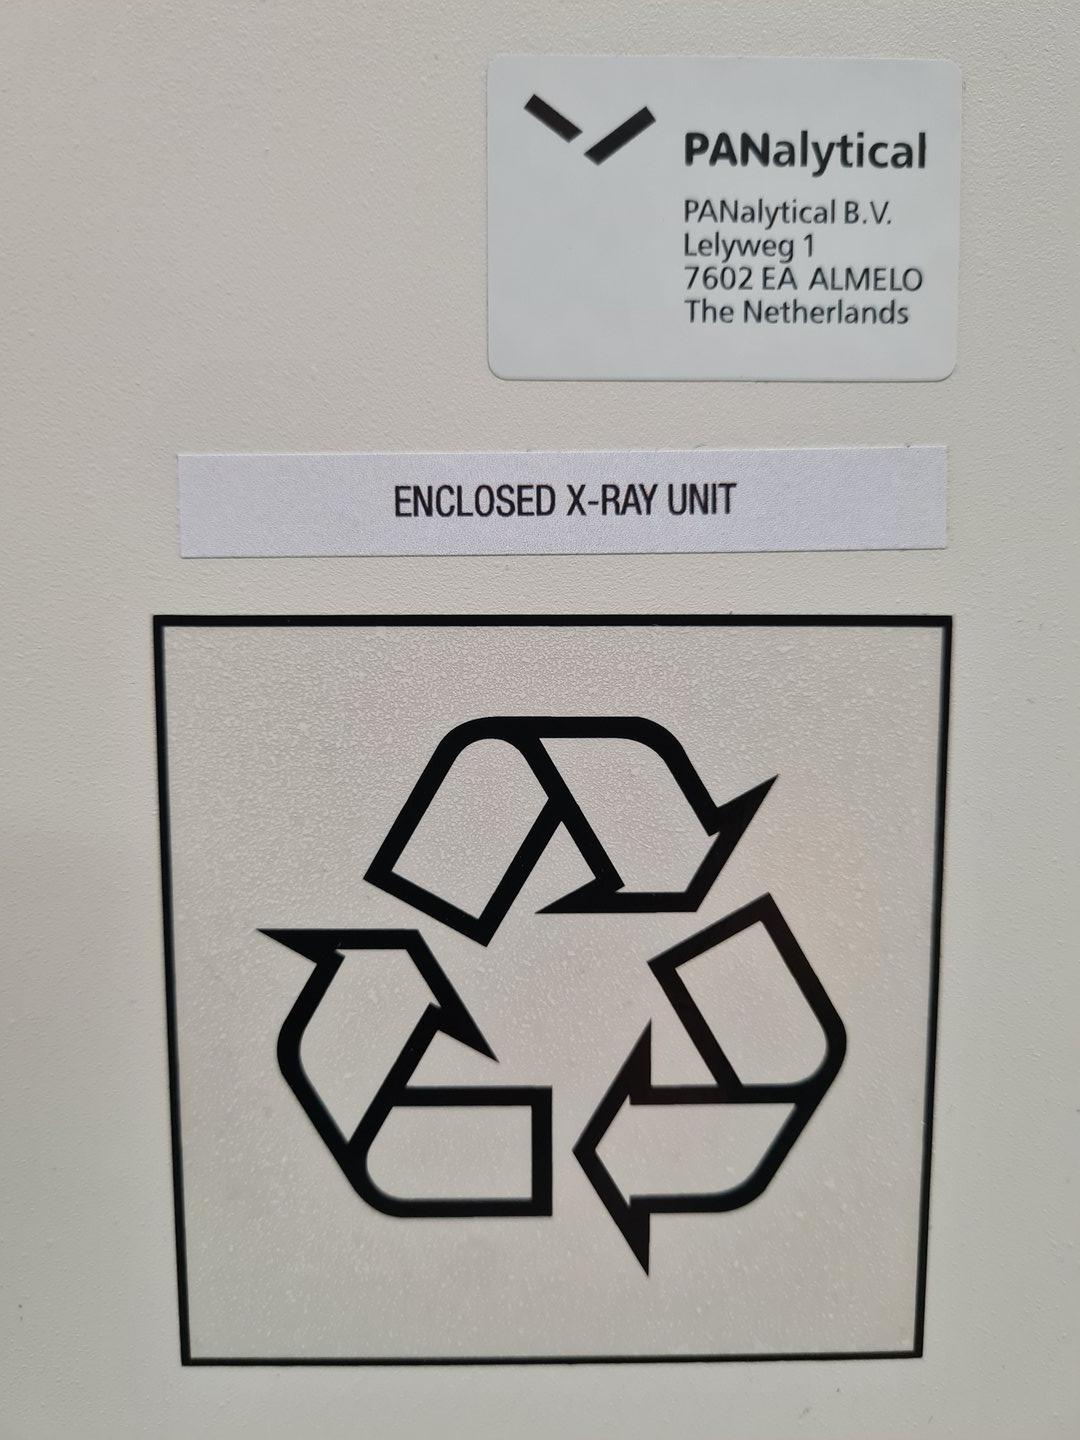 PANalytical
PANalytical B.V.
Lelyweg 1
7602 EA ALMELO
The Netherlands
ENCLOSED X-RAY UNIT